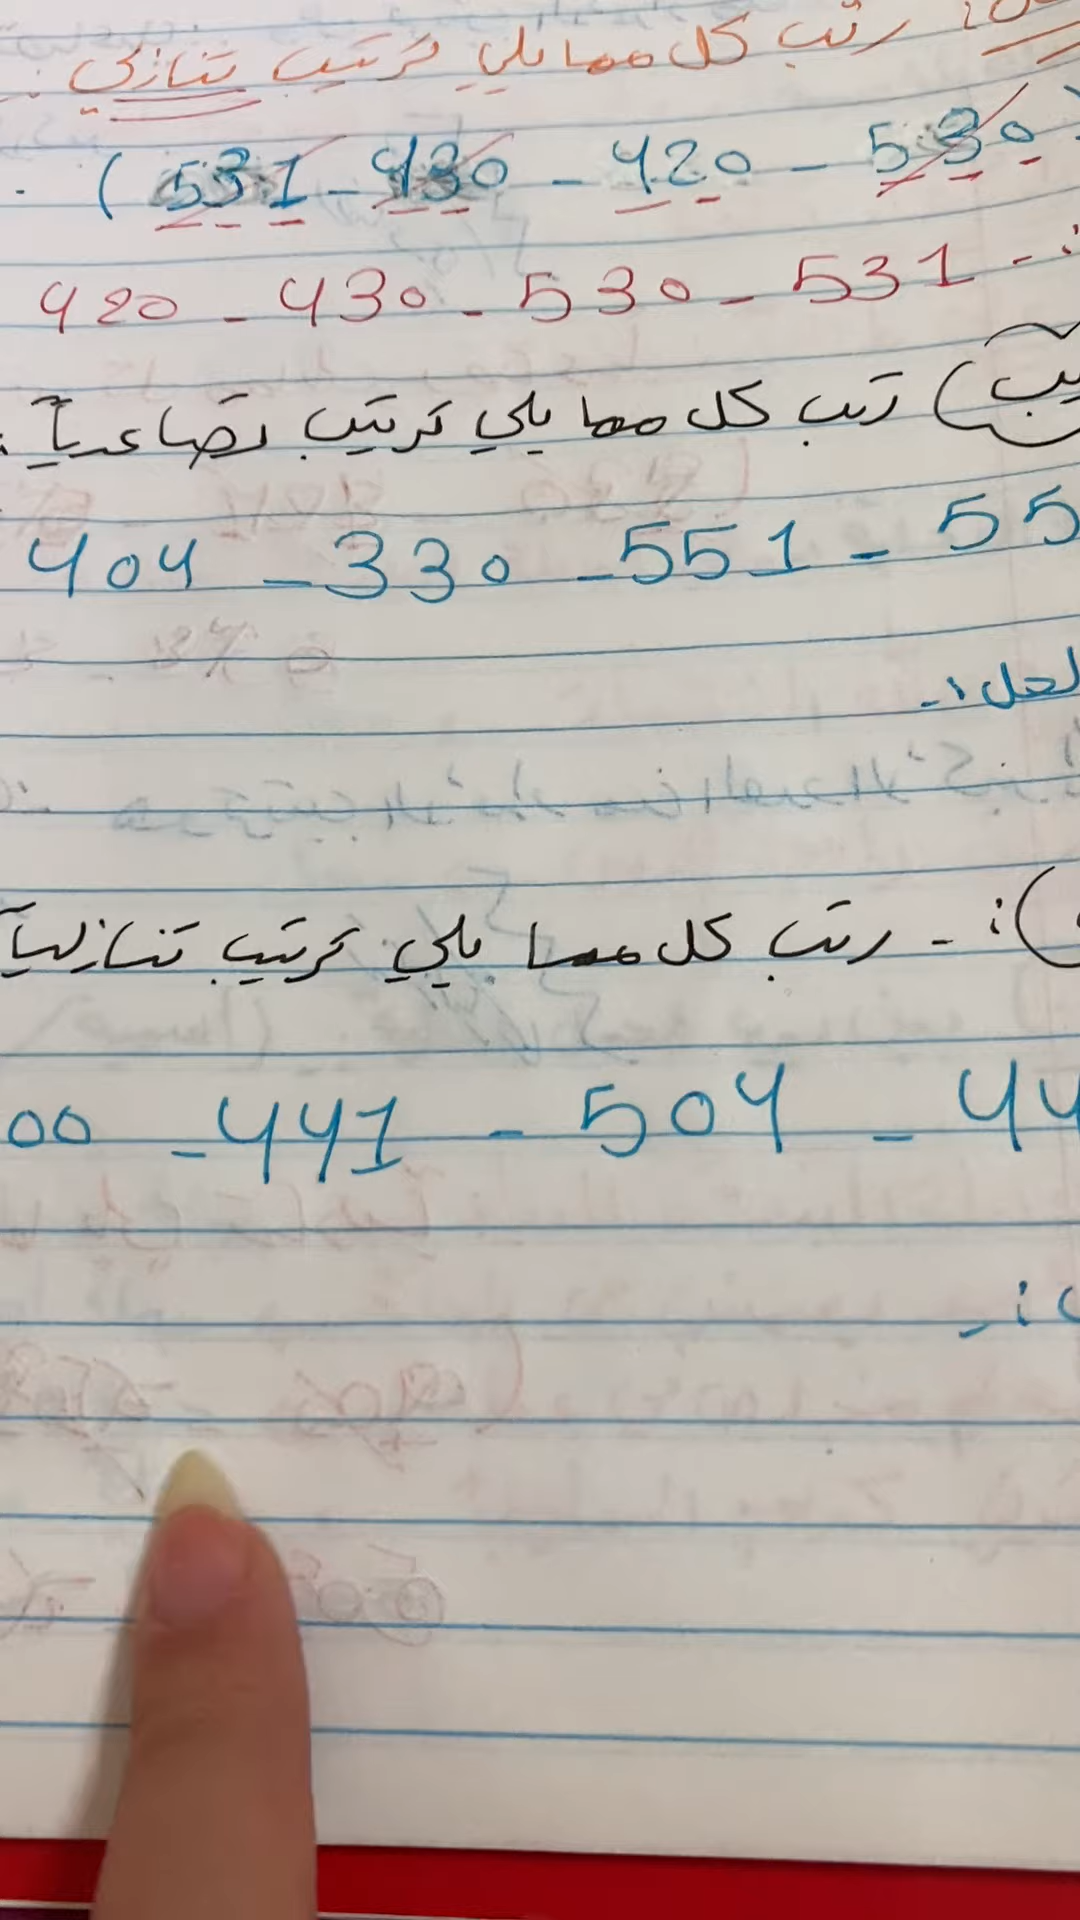 رتب كل مما يلي ترتيب تنازلي :
( 531 - 430 - 420 - 530
420 - 430 - 530 - 531 -:
) رتب كل مما يلي ترتيب تصاعدياً :
404 - 330 - 551 - 55
لحل :-
:- رتب كل مما يلي ترتيب تنازلياً
00 - 441 - 504 - 44
:-